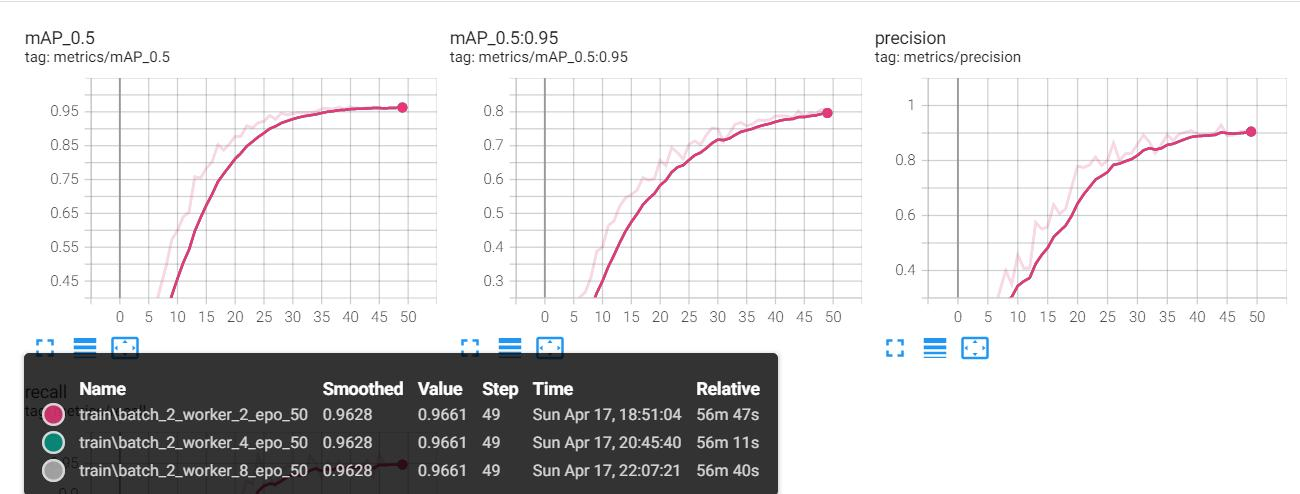 mAP_0.5
tag: metrics/mAP_0.5
0.95
0.85
0.75
0.65
0.55
0.45
0 5 10 15 20 25 30 35 40 45 50
mAP_0.5:0.95
tag: metrics/mAP_0.5:0.95
0.8
0.7
0.6
0.5
0.4
0.3
0 5 10 15 20 25 30 35 40 45 50
precision
tag: metrics/precision
1
0.8
0.6
0.4
0 5 10 15 20 25 30 35 40 45 50
recall
Name Smoothed Value Step Time Relative
train\batch_2_worker_2_epo_50 0.9628 0.9661 49 Sun Apr 17, 18:51:04 56m 47s
train\batch_2_worker_4_epo_50 0.9628 0.9661 49 Sun Apr 17, 20:45:40 56m 11s
train\batch_2_worker_8_epo_50 0.9628 0.9661 49 Sun Apr 17, 22:07:21 56m 40s